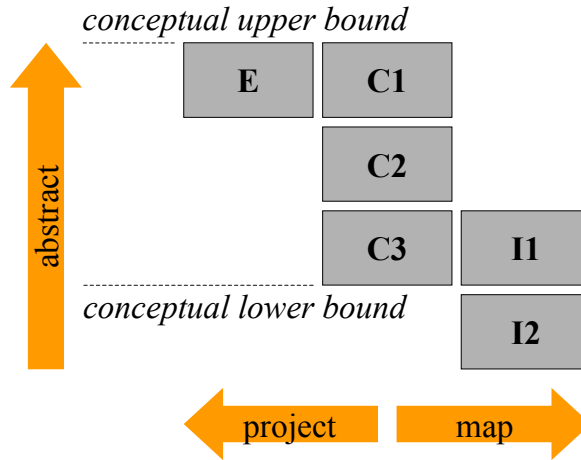 conceptual upper bound
E C1
C2
abstract
C3 I1
conceptual lower bound
I2
project map